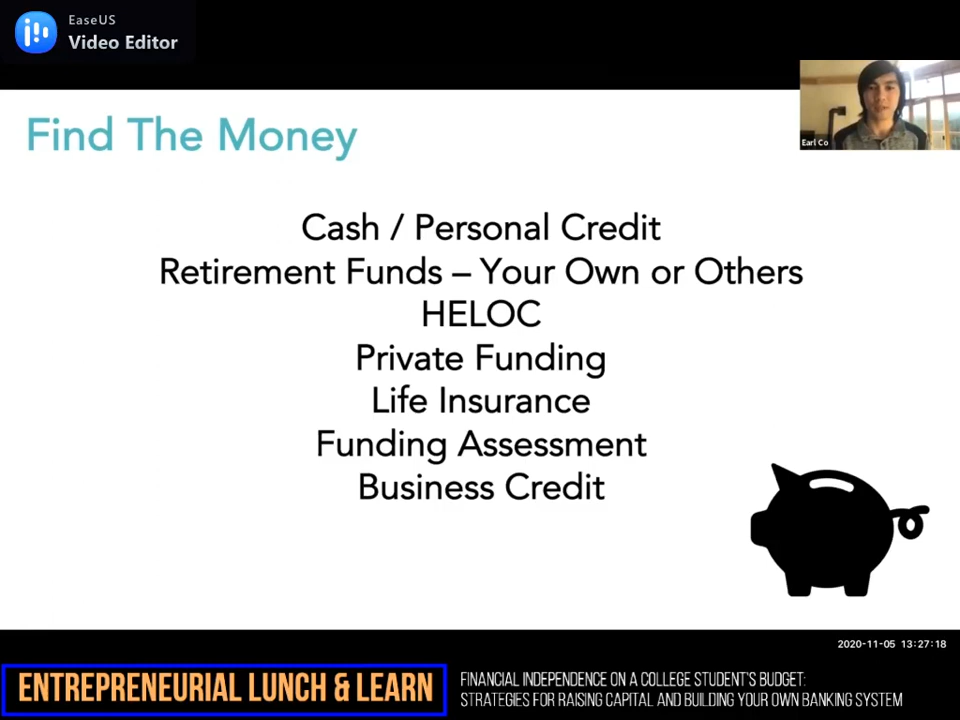 EaseUS
Video Editor
Find The Money
Earl Co
Cash / Personal Credit
Retirement Funds – Your Own or Others
HELOC
Private Funding
Life Insurance
Funding Assessment
Business Credit
2020-11-05 13:27:18
ENTREPRENEURIAL LUNCH & LEARN
FINANCIAL INDEPENDENCE ON A COLLEGE STUDENT'S BUDGET:
STRATEGIES FOR RAISING CAPITAL AND BUILDING YOUR OWN BANKING SYSTEM